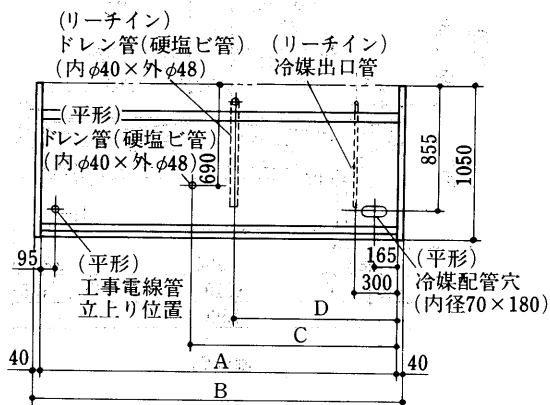 (リーチイン)
ドレン管(硬塩ビ管)
(内φ40×外φ48)
(リーチイン)
冷媒出口管
(平形)
ドレン管(硬塩ビ管)
(内φ40×外φ48)
690
855
1050
95
(平形)
工事電線管
立上り位置
165
300
(平形)
冷媒配管穴
(内径70×180)
D
C
40
A
40
B